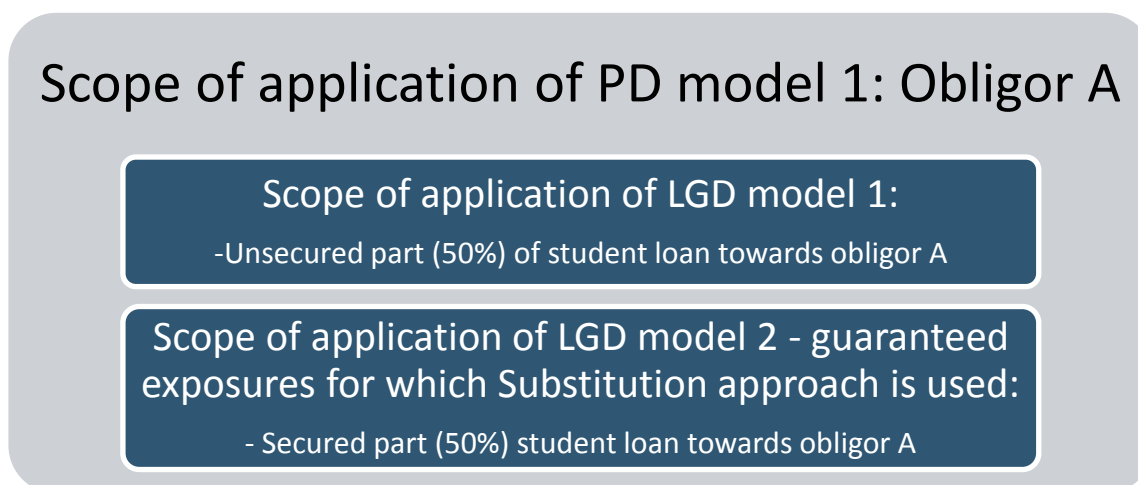 Scope of application of PD model 1: Obligor A
Scope of application of LGD model 1:
-Unsecured part (50%) of student loan towards obligor A
Scope of application of LGD model 2 - guaranteed
exposures for which Substitution approach is used:
- Secured part (50%) student loan towards obligor A